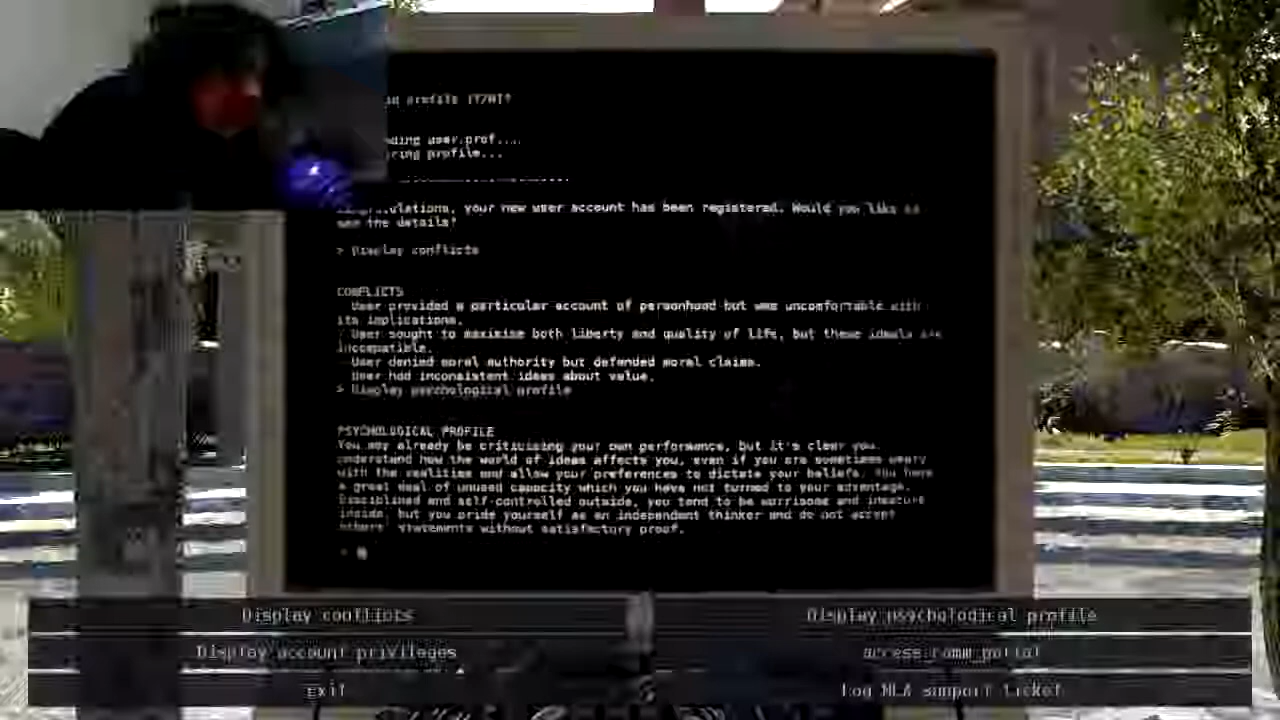 profile [Y/N]?
user.prof....
profile...
your new user account has been registered. Would you like to
see the details?
> Display conflicts
CONFLICTS
User provided a particular account of personhood but was uncomfortable with
its implications.
User sought to maximise both liberty and quality of life, but these ideals are
incompatible.
User denied moral authority but defended moral claims.
User had inconsistent ideas about value.
> Display psychological profile
PSYCHOLOGICAL PROFILE
You may already be criticising your own performance, but it's clear you
understand how the world of ideas affects you, even if you are sometimes weary
with the realities and allow your preferences to dictate your beliefs. You have
a great deal of unused capacity which you have not turned to your advantage.
Disciplined and self-controlled outside, you tend to be worrisome and insecure
inside, but you pride yourself as an independent thinker and do not accept
others' statements without satisfactory proof.
>
Display conflicts
Display psychological profile
Display account privileges
access comm_portal
exit
Log MLA support ticket